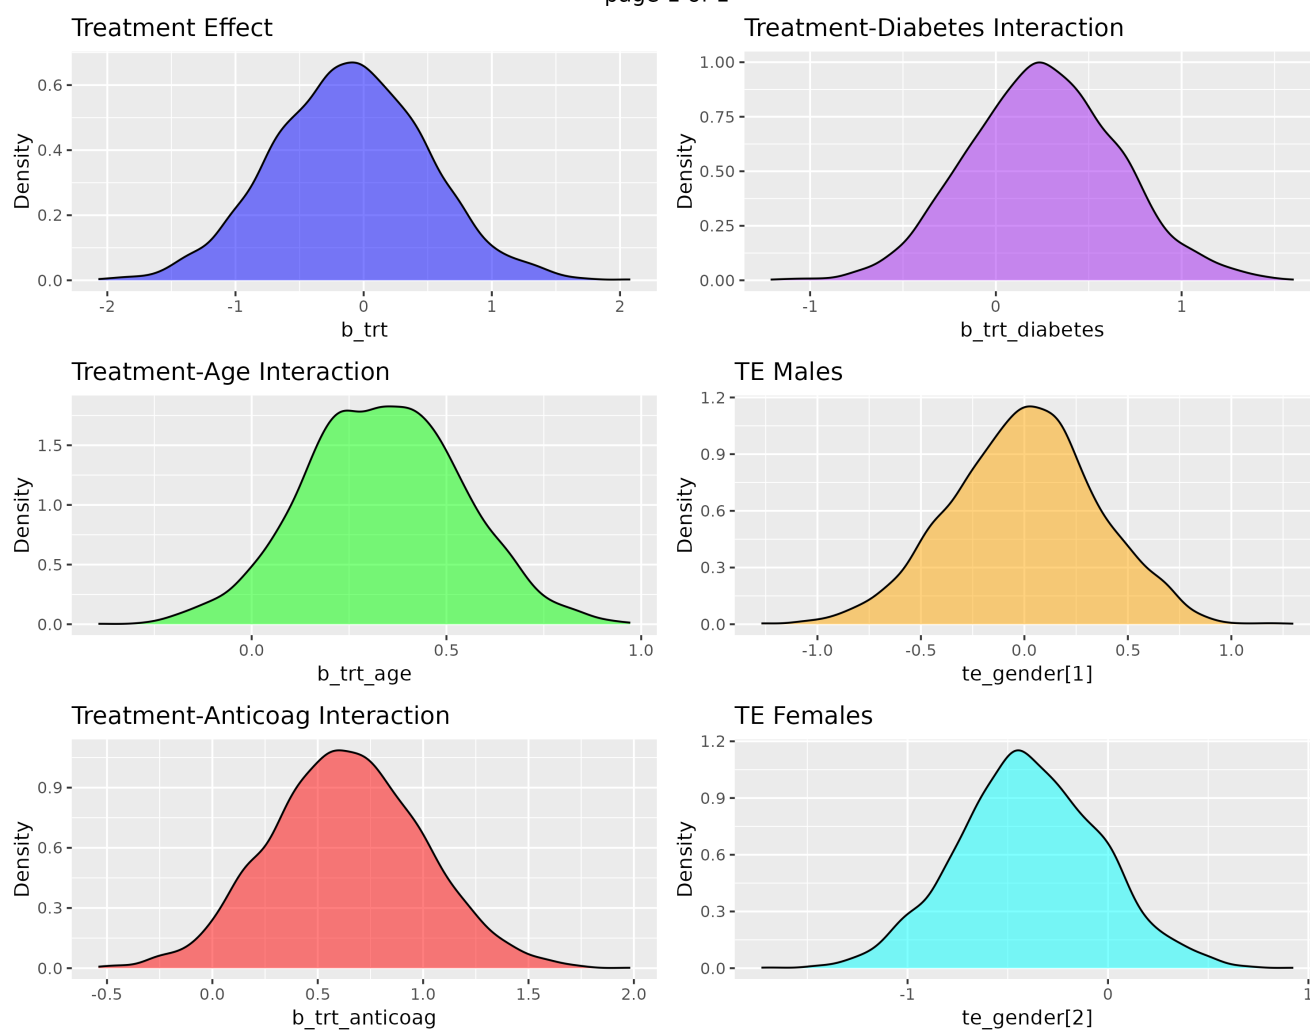 Treatment Effect
Density
0.6
0.4
0.2
0.0
-2 -1 0 1 2
b_trt
Treatment-Diabetes Interaction
Density
1.00
0.75
0.50
0.25
0.00
-1 0 1
b_trt_diabetes
Treatment-Age Interaction
Density
1.5
1.0
0.5
0.0
0.0 0.5 1.0
b_trt_age
TE Males
Density
1.2
0.9
0.6
0.3
0.0
-1.0 -0.5 0.0 0.5 1.0
te_gender[1]
Treatment-Anticoag Interaction
Density
0.9
0.6
0.3
0.0
-0.5 0.0 0.5 1.0 1.5 2.0
b_trt_anticoag
TE Females
Density
1.2
0.9
0.6
0.3
0.0
-1 0 1
te_gender[2]